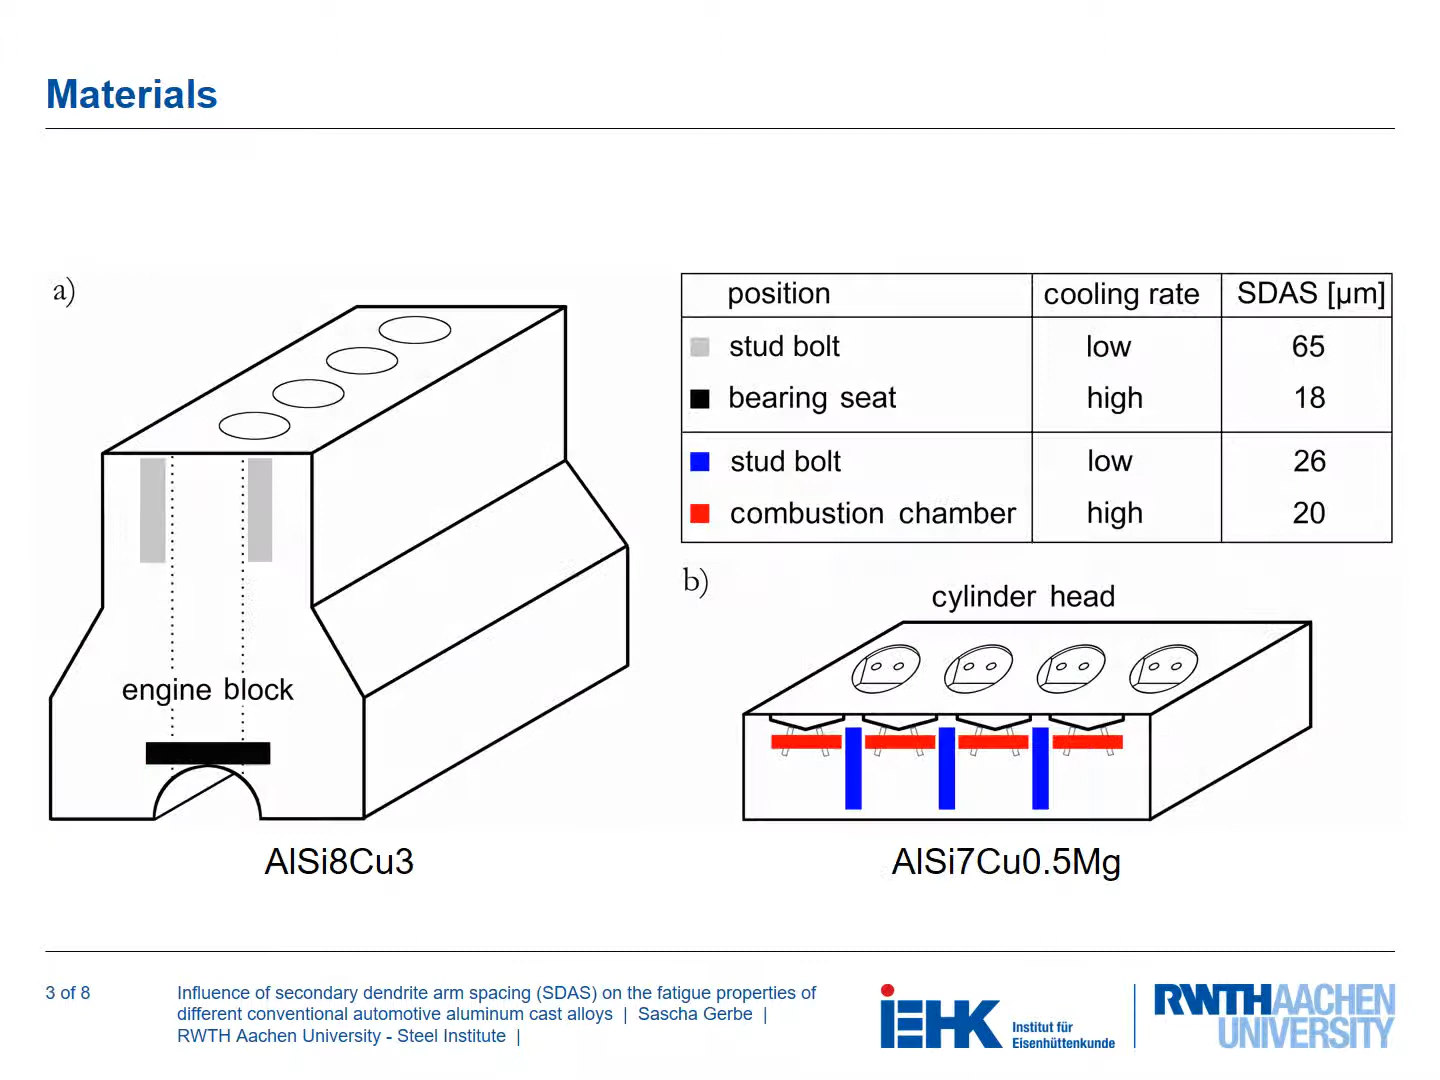 Materials
a)
position cooling rate SDAS [µm]
stud bolt low 65
bearing seat high 18
stud bolt low 26
combustion chamber high 20
b)
cylinder head
engine block
AlSi8Cu3
AlSi7Cu0.5Mg
3 of 8
Influence of secondary dendrite arm spacing (SDAS) on the fatigue properties of
different conventional automotive aluminum cast alloys | Sascha Gerbe |
RWTH Aachen University - Steel Institute |
iEHK
Institut für
Eisenhüttenkunde
RWTH AACHEN
UNIVERSITY